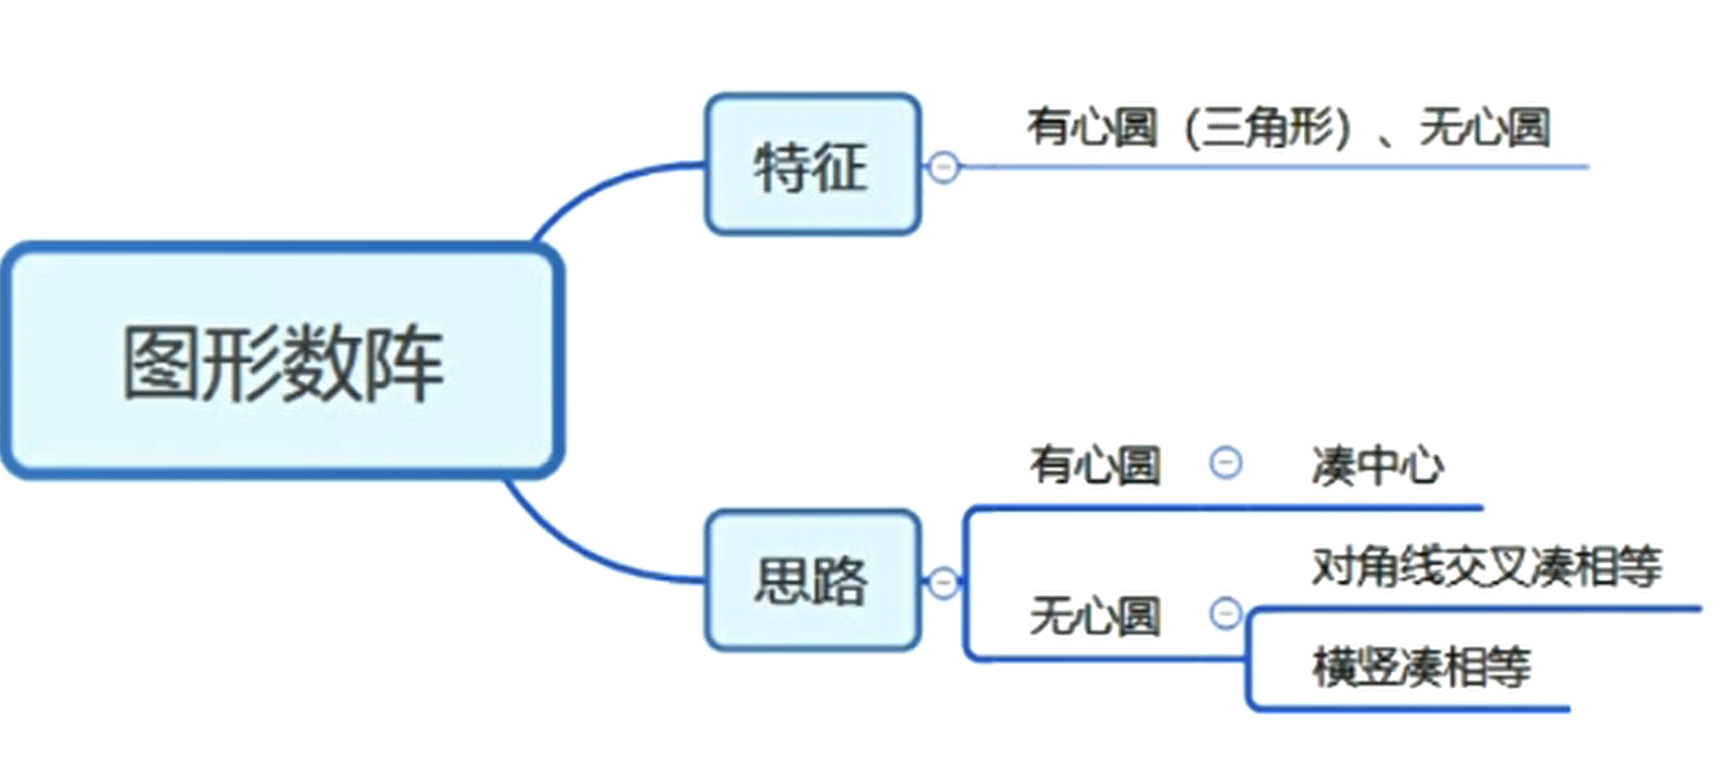 特征
有心圆（三角形）、无心圆
图形数阵
思路
有心圆
凑中心
无心圆
对角线交叉凑相等
横竖凑相等